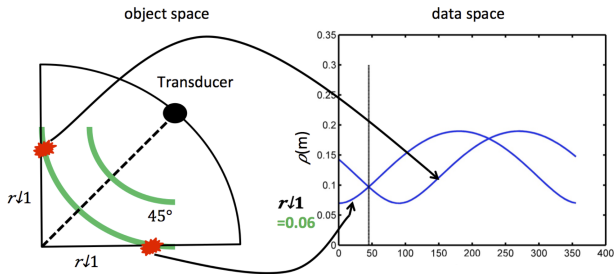 object space
data space
Transducer
45°
r↓1
r↓1
r↓1
=0.06
ρ(m)
0.35
0.3
0.25
0.2
0.15
0.1
0.05
0
0 50 100 150 200 250 300 350 400